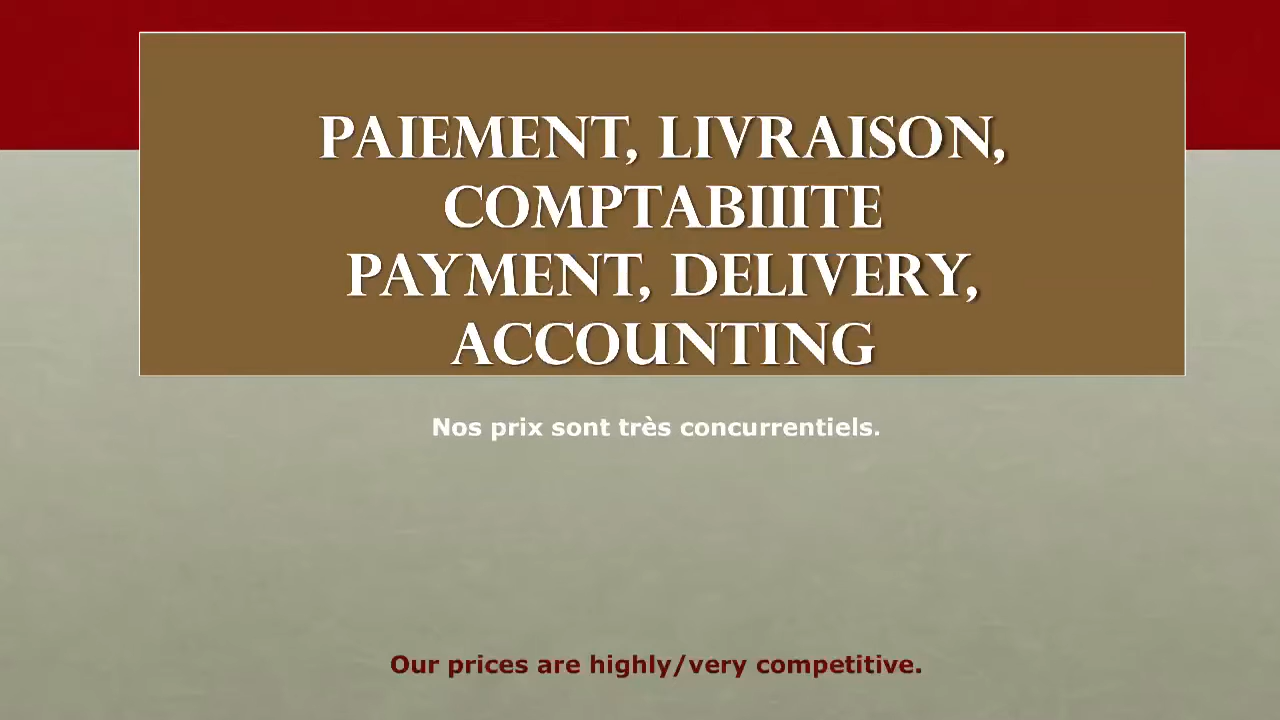 PAIEMENT, LIVRAISON,
COMPTABIIITE
PAYMENT, DELIVERY,
ACCOUNTING
Nos prix sont très concurrentiels.
Our prices are highly/very competitive.